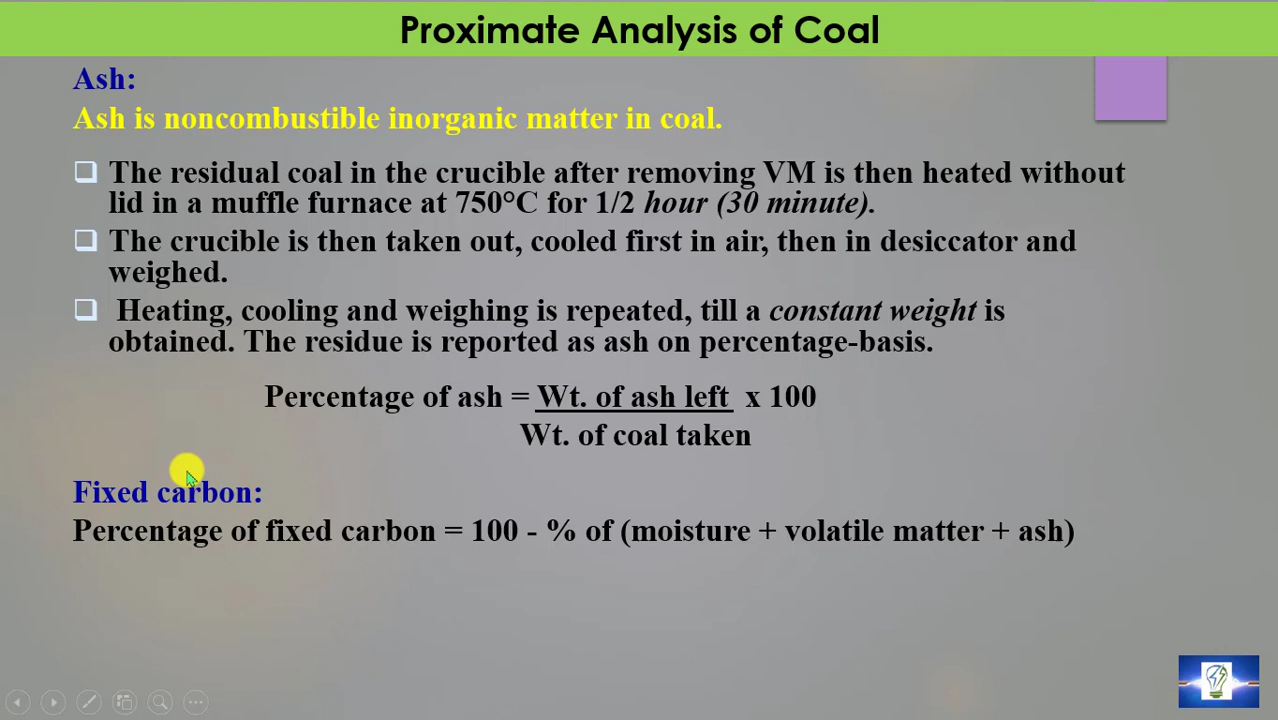 Proximate Analysis of Coal
Ash:
Ash is noncombustible inorganic matter in coal.
The residual coal in the crucible after removing VM is then heated without
lid in a muffle furnace at 750°C for 1/2 hour (30 minute).
The crucible is then taken out, cooled first in air, then in desiccator and
weighed.
Heating, cooling and weighing is repeated, till a constant weight is
obtained. The residue is reported as ash on percentage-basis.
Percentage of ash = Wt. of ash left x 100
Wt. of coal taken
Fixed carbon:
Percentage of fixed carbon = 100 - % of (moisture + volatile matter + ash)